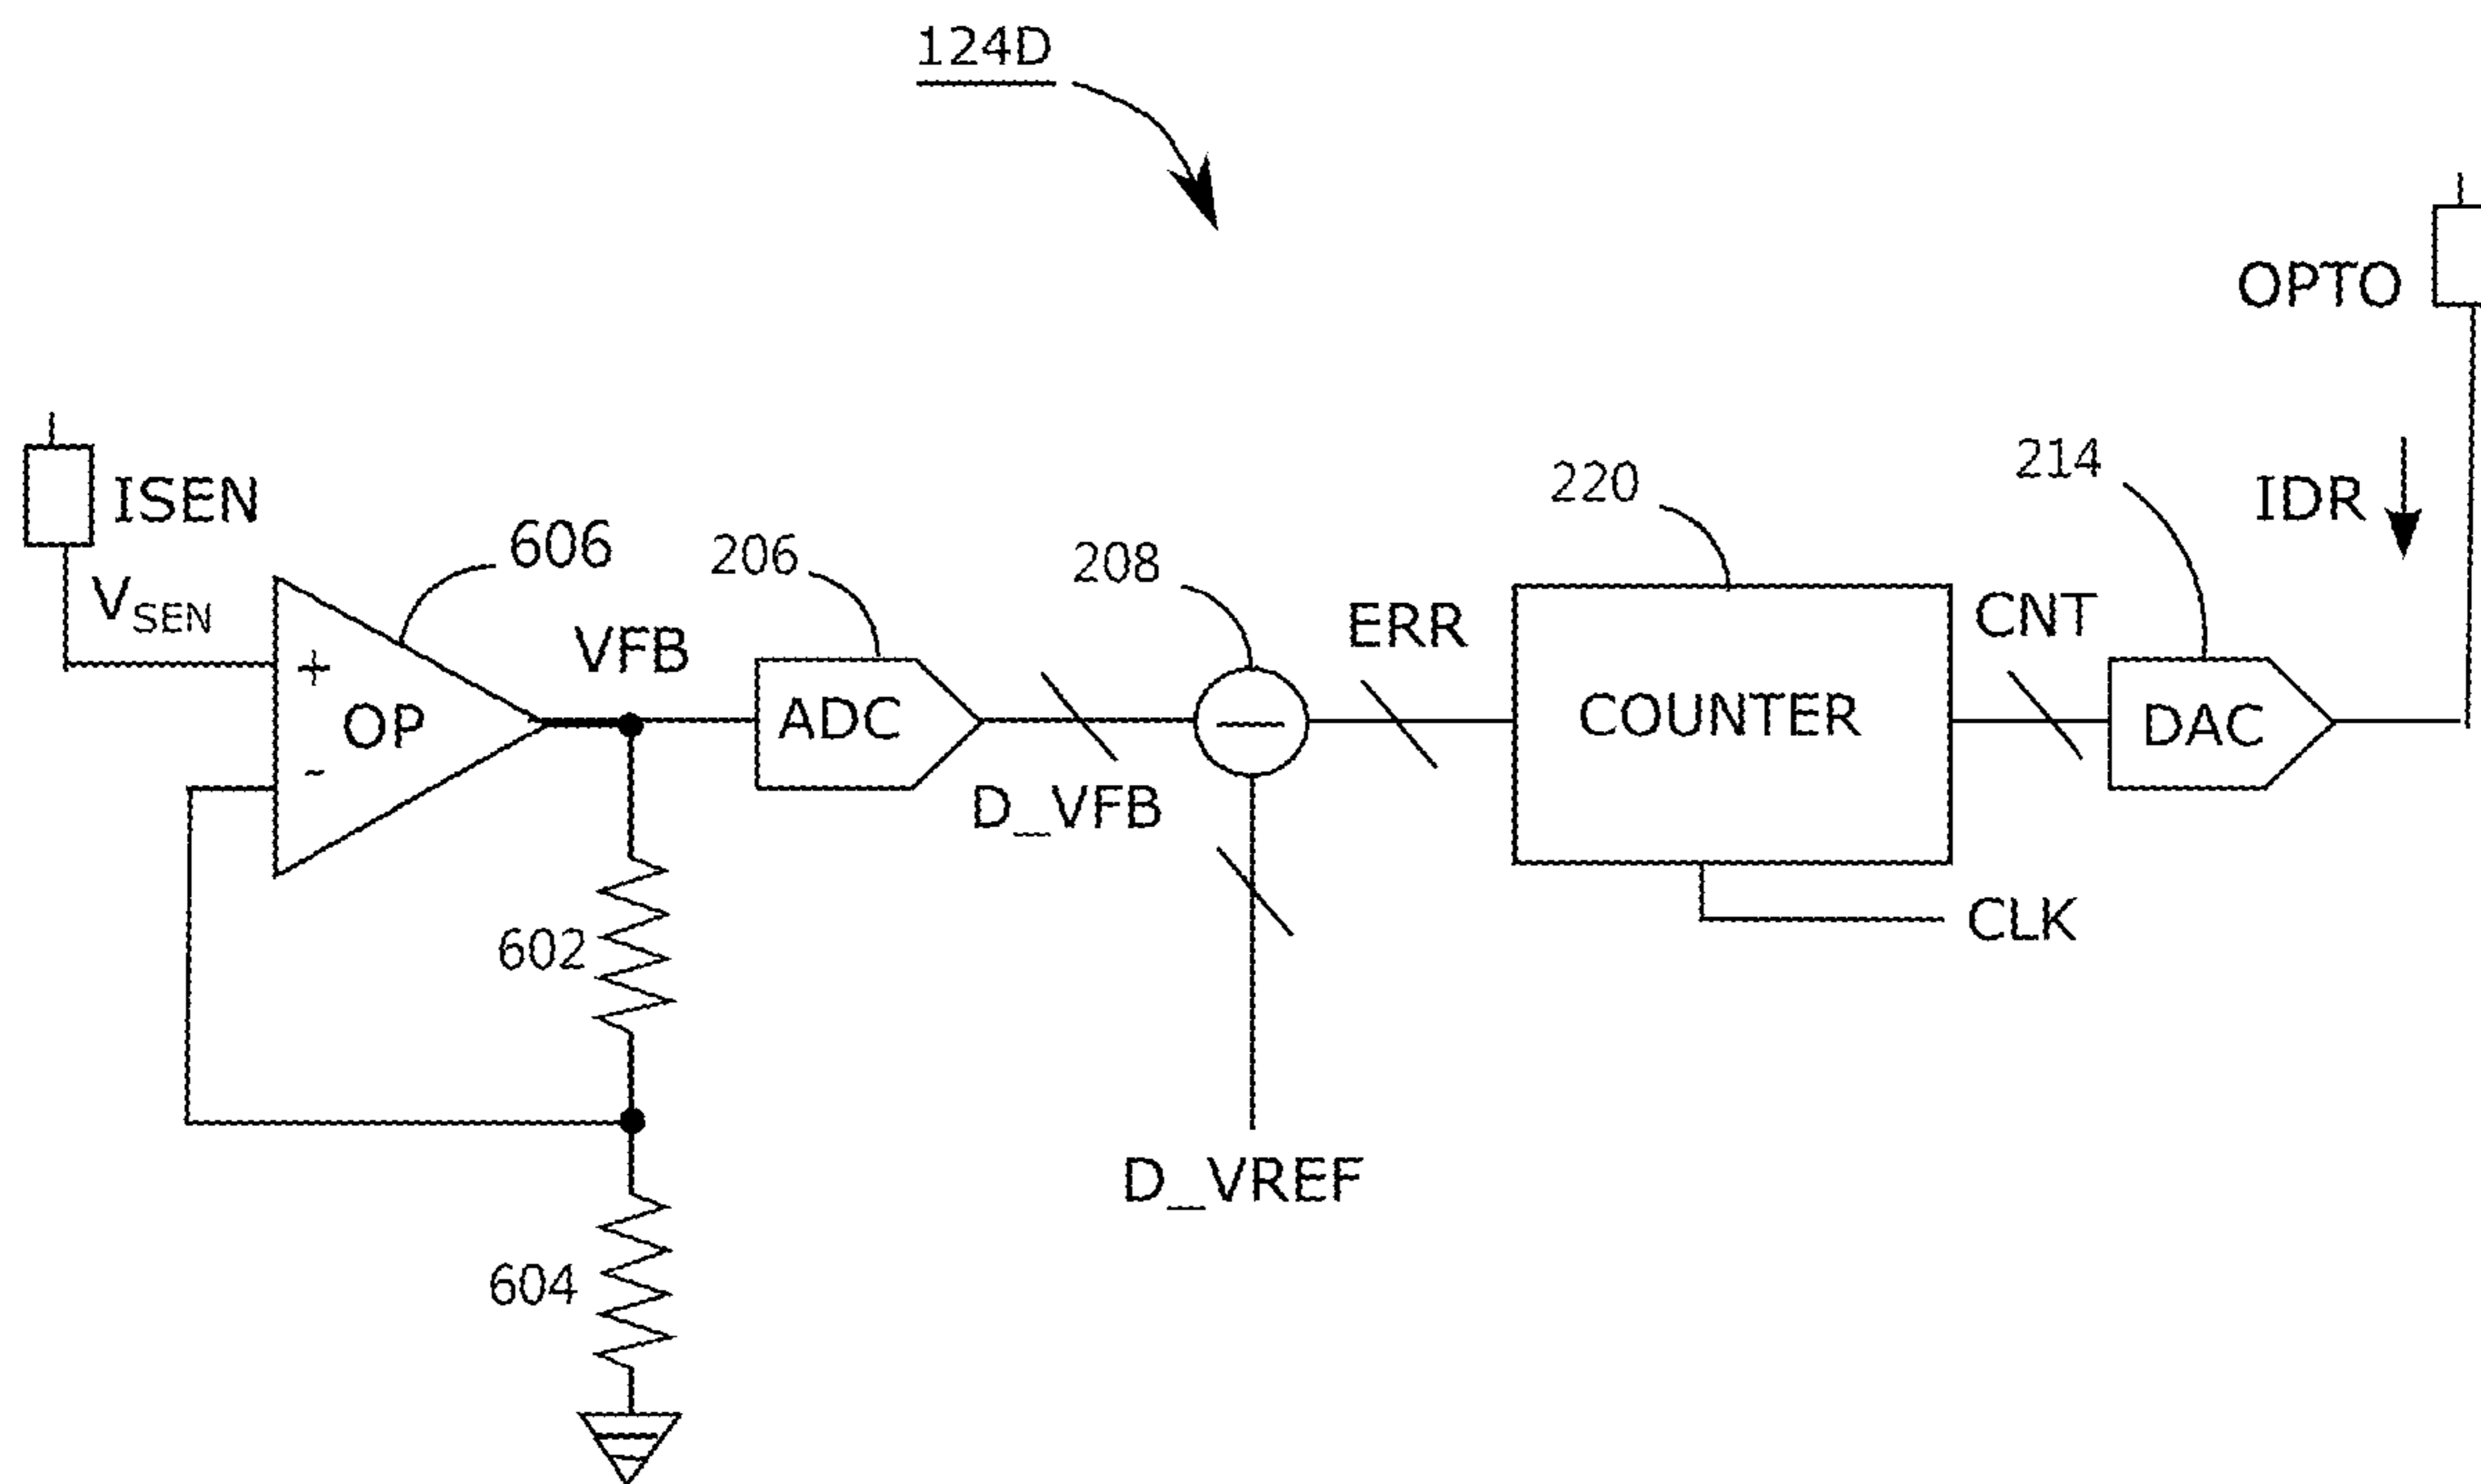 124D
OPTO
ISEN
606
206
208
220
214
IDR
V_SEN
VFB
ERR
CNT
+
OP
-
ADC
COUNTER
DAC
D_VFB
CLK
602
D_VREF
604